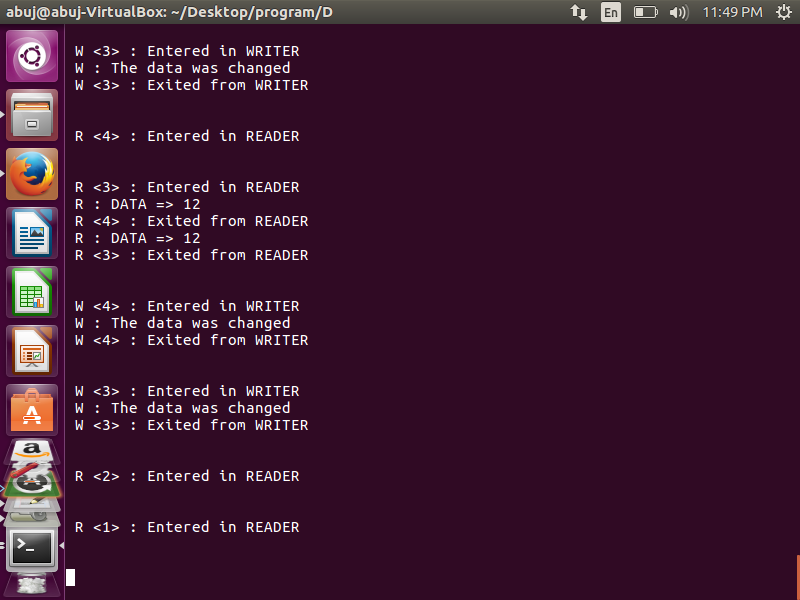 abuj@abuj-VirtualBox: ~/Desktop/program/D
En
11:49 PM
W <3> : Entered in WRITER
W : The data was changed
W <3> : Exited from WRITER
R <4> : Entered in READER
R <3> : Entered in READER
R : DATA => 12
R <4> : Exited from READER
R : DATA => 12
R <3> : Exited from READER
W <4> : Entered in WRITER
W : The data was changed
W <4> : Exited from WRITER
W <3> : Entered in WRITER
W : The data was changed
W <3> : Exited from WRITER
R <2> : Entered in READER
R <1> : Entered in READER